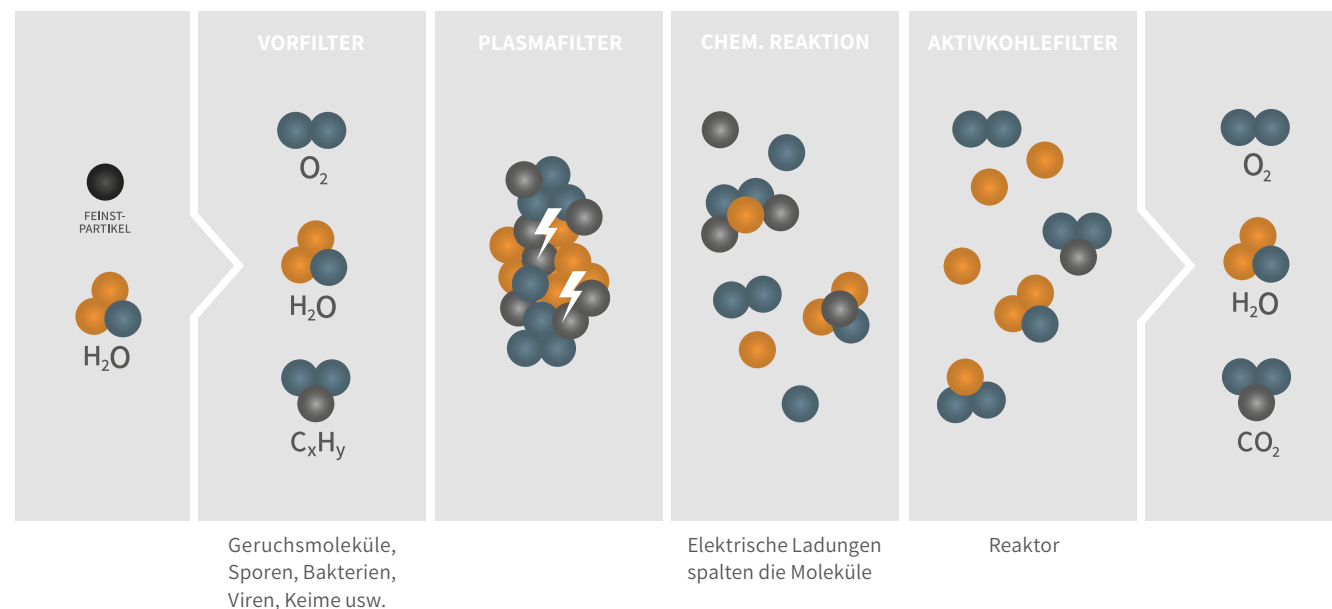 VORFILTER
PLASMAFILTER
CHEM. REAKTION
AKTIVKOHLEFILTER
FEINST-
PARTIKEL
H₂O
O₂
H₂O
CₓHᵧ
O₂
H₂O
CO₂
Geruchsmoleküle,
Sporen, Bakterien,
Viren, Keime usw.
Elektrische Ladungen
spalten die Moleküle
Reaktor